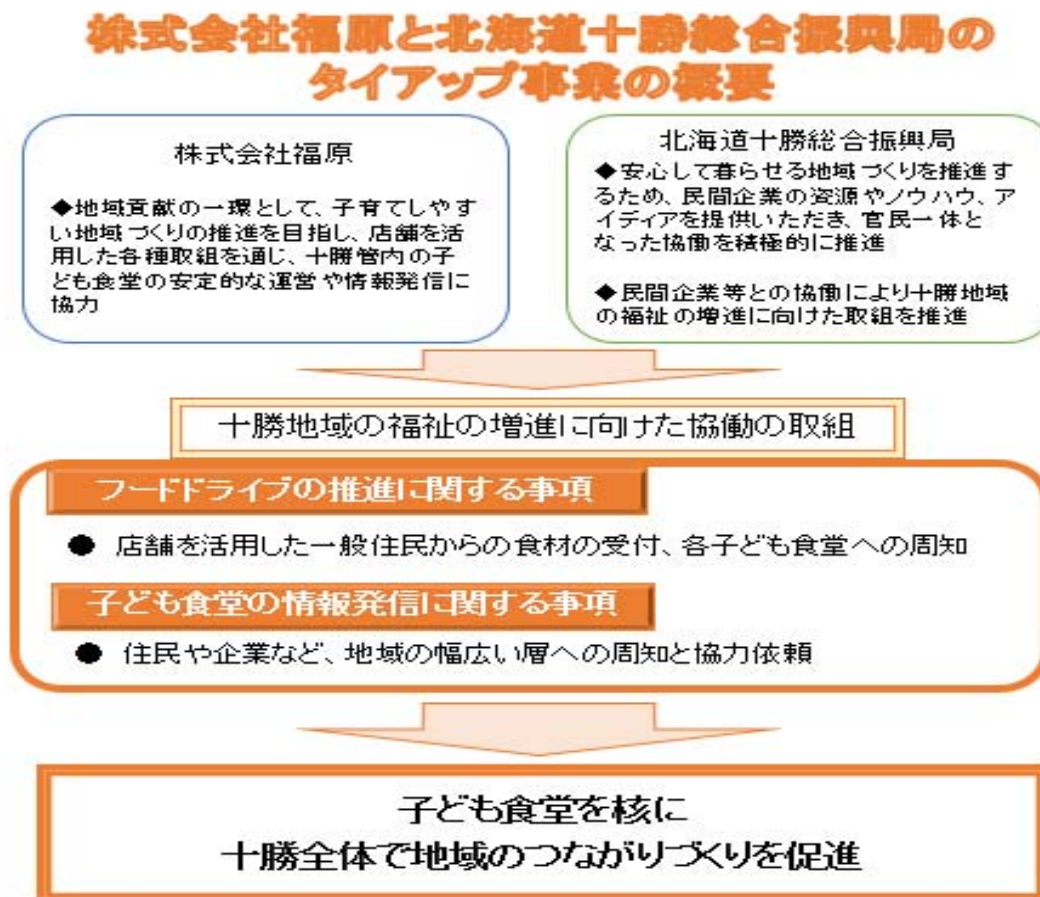 株式会社福原と北海道十勝総合振興局の
タイアップ事業の概要
株式会社福原
◆地域貢献の一環として、子育てしやす
い地域づくりの推進を目指し、店舗を活
用した各種取組を通じ、十勝管内の子
ども食堂の安定的な運営や情報発信に
協力
北海道十勝総合振興局
◆安心して暮らせる地域づくりを推進す
るため、民間企業の資源やノウハウ、ア
イディアを提供いただき、官民一体と
なった協働を積極的に推進
◆民間企業等との協働により十勝地域
の福祉の増進に向けた取組を推進
十勝地域の福祉の増進に向けた協働の取組
フードドライブの推進に関する事項
● 店舗を活用した一般住民からの食材の受付、各子ども食堂への周知
子ども食堂の情報発信に関する事項
● 住民や企業など、地域の幅広い層への周知と協力依頼
子ども食堂を核に
十勝全体で地域のつながりづくりを促進